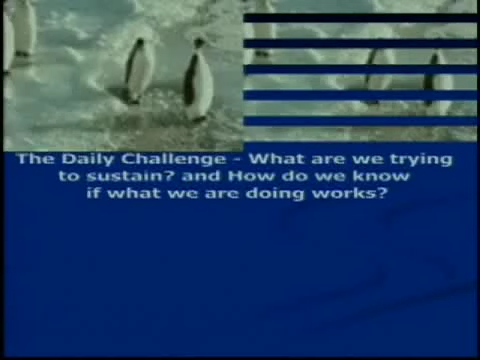 The Daily Challenge - What are we trying
to sustain? and How do we know
if what we are doing works?